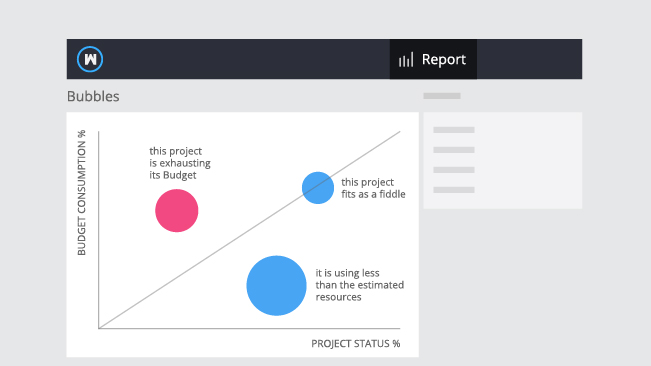 W
Report
Bubbles
BUDGET CONSUMPTION %
this project
is exhausting
its Budget
this project
fits as a fiddle
it is using less
than the estimated
resources
PROJECT STATUS %